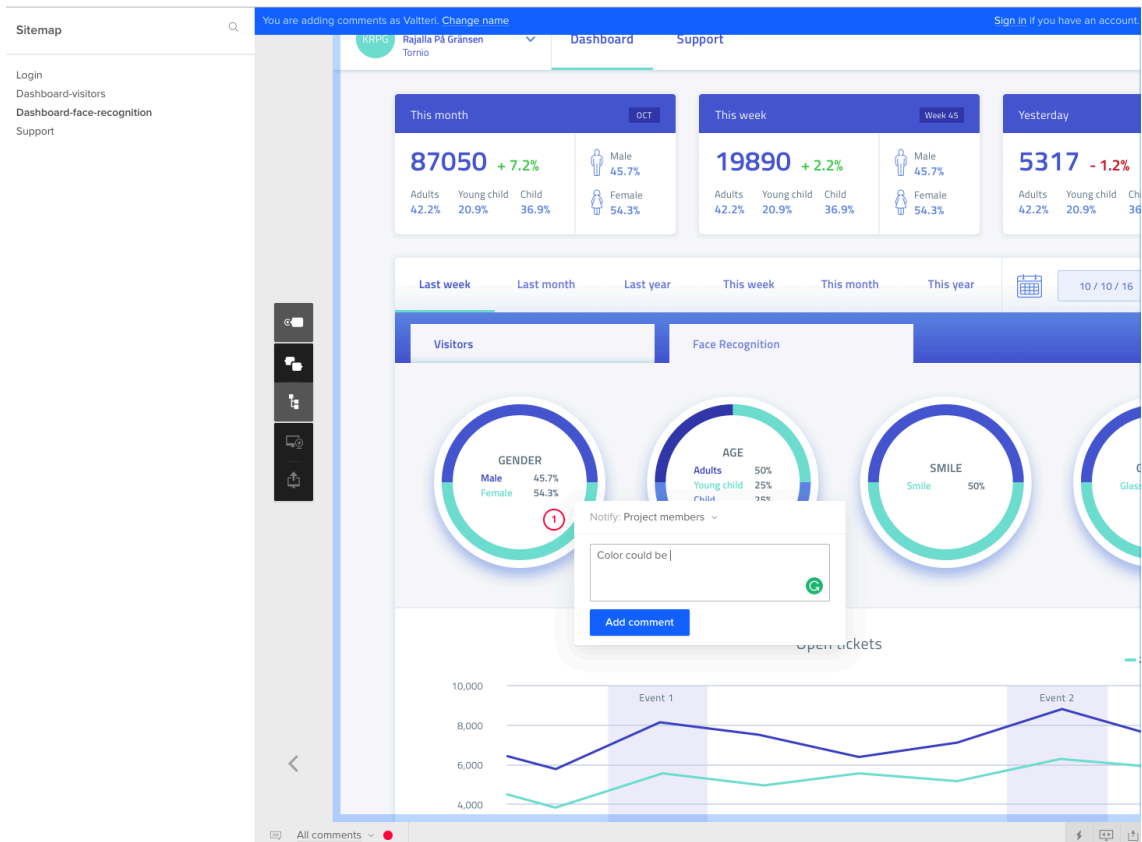 Sitemap
Login
Dashboard-visitors
Dashboard-face-recognition
Support
You are adding comments as Valtteri. Change name
Sign in if you have an account.
KRPG
Rajalla På Gränsen
Tornio
Dashboard
Support
This month
OCT
87050 + 7.2%
Adults Young child Child
42.2% 20.9% 36.9%
Male
45.7%
Female
54.3%
This week
Week 45
19890 + 2.2%
Adults Young child Child
42.2% 20.9% 36.9%
Male
45.7%
Female
54.3%
Yesterday
5317 - 1.2%
Adults Young child
42.2% 20.9%
Last week Last month Last year This week This month This year
10 / 10 / 16
Visitors
Face Recognition
GENDER
Male 45.7%
Female 54.3%
AGE
Adults 50%
Young child 25%
Child 25%
SMILE
Smile 50%
1
Notify: Project members
Color could be
Add comment
Open tickets
10,000
8,000
6,000
4,000
Event 1
Event 2
All comments